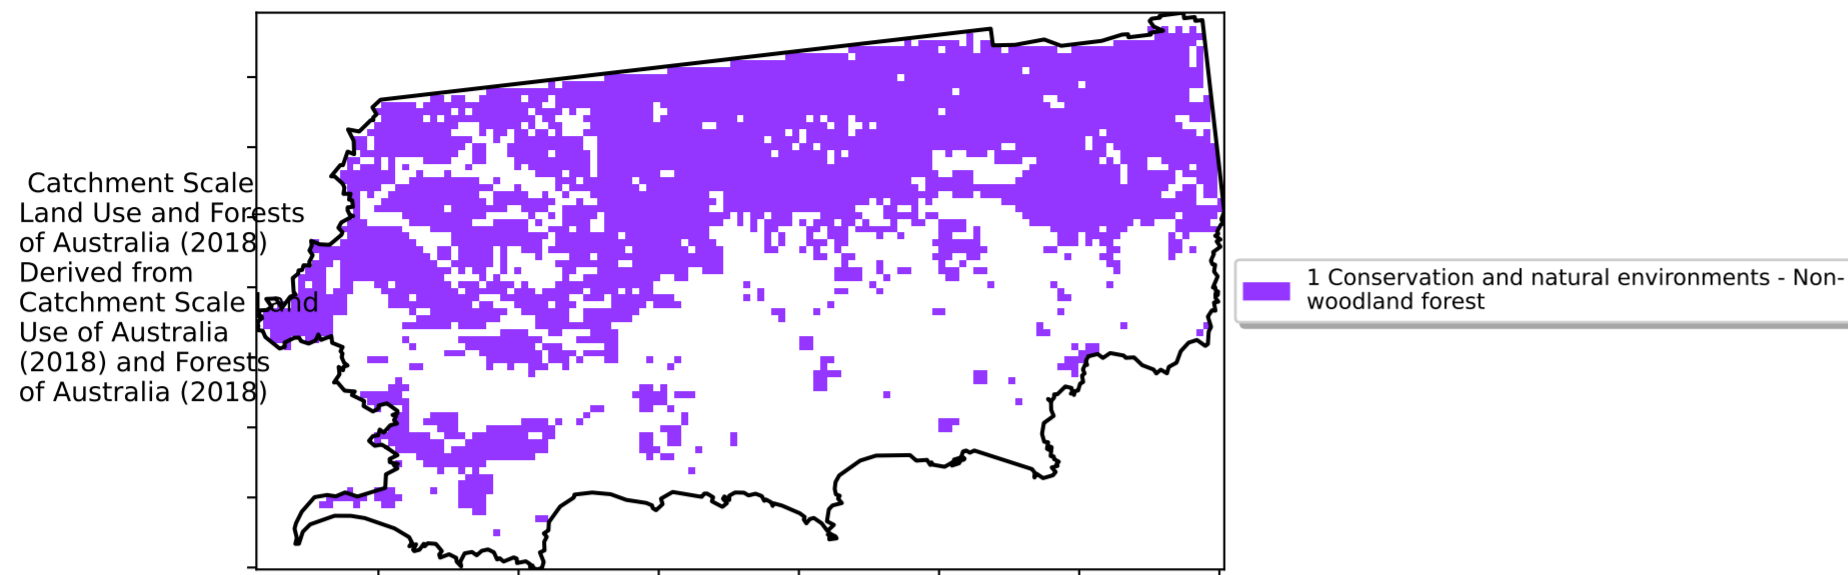 Catchment Scale
Land Use and Forests
of Australia (2018)
Derived from
Catchment Scale Land
Use of Australia
(2018) and Forests
of Australia (2018)
1 Conservation and natural environments - Non-
woodland forest